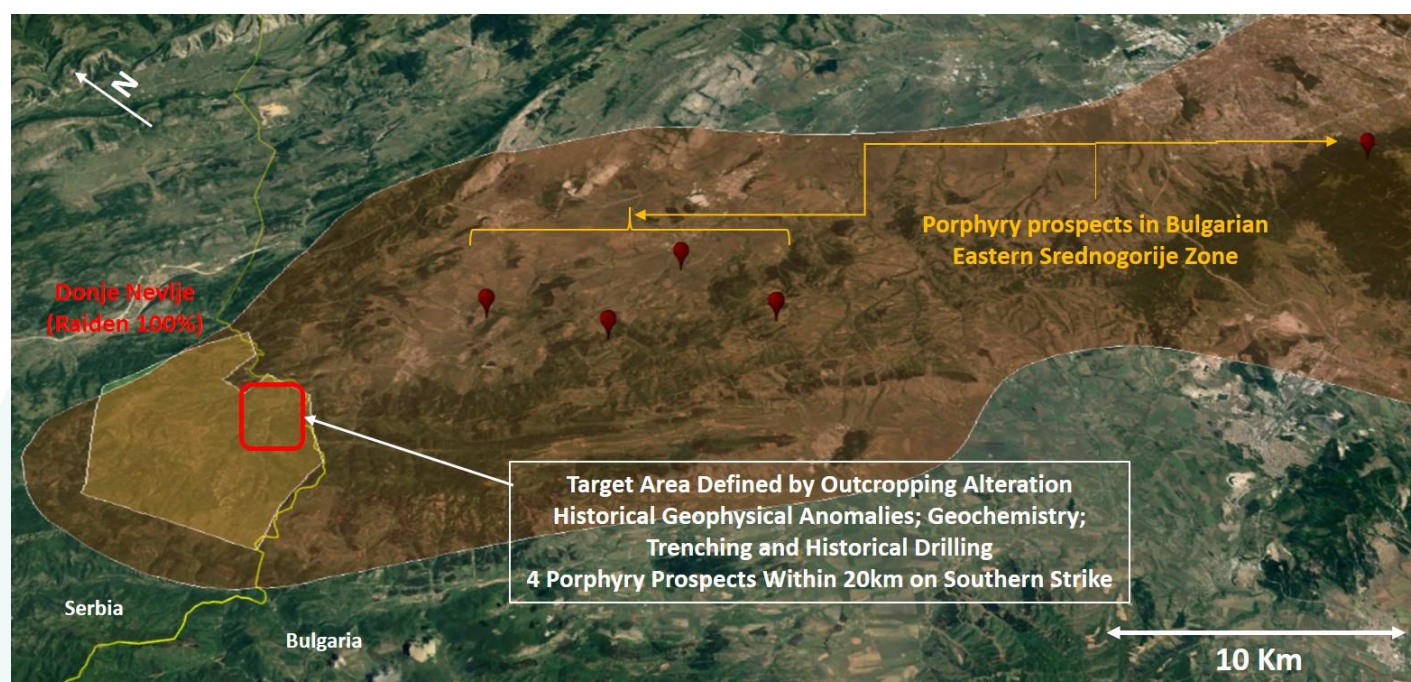 N
Porphyry prospects in Bulgarian
Eastern Srednogorije Zone
Donje Nevlje
(Raiden 100%)
Target Area Defined by Outcropping Alteration
Historical Geophysical Anomalies; Geochemistry;
Trenching and Historical Drilling
4 Porphyry Prospects Within 20km on Southern Strike
Serbia
Bulgaria
10 Km